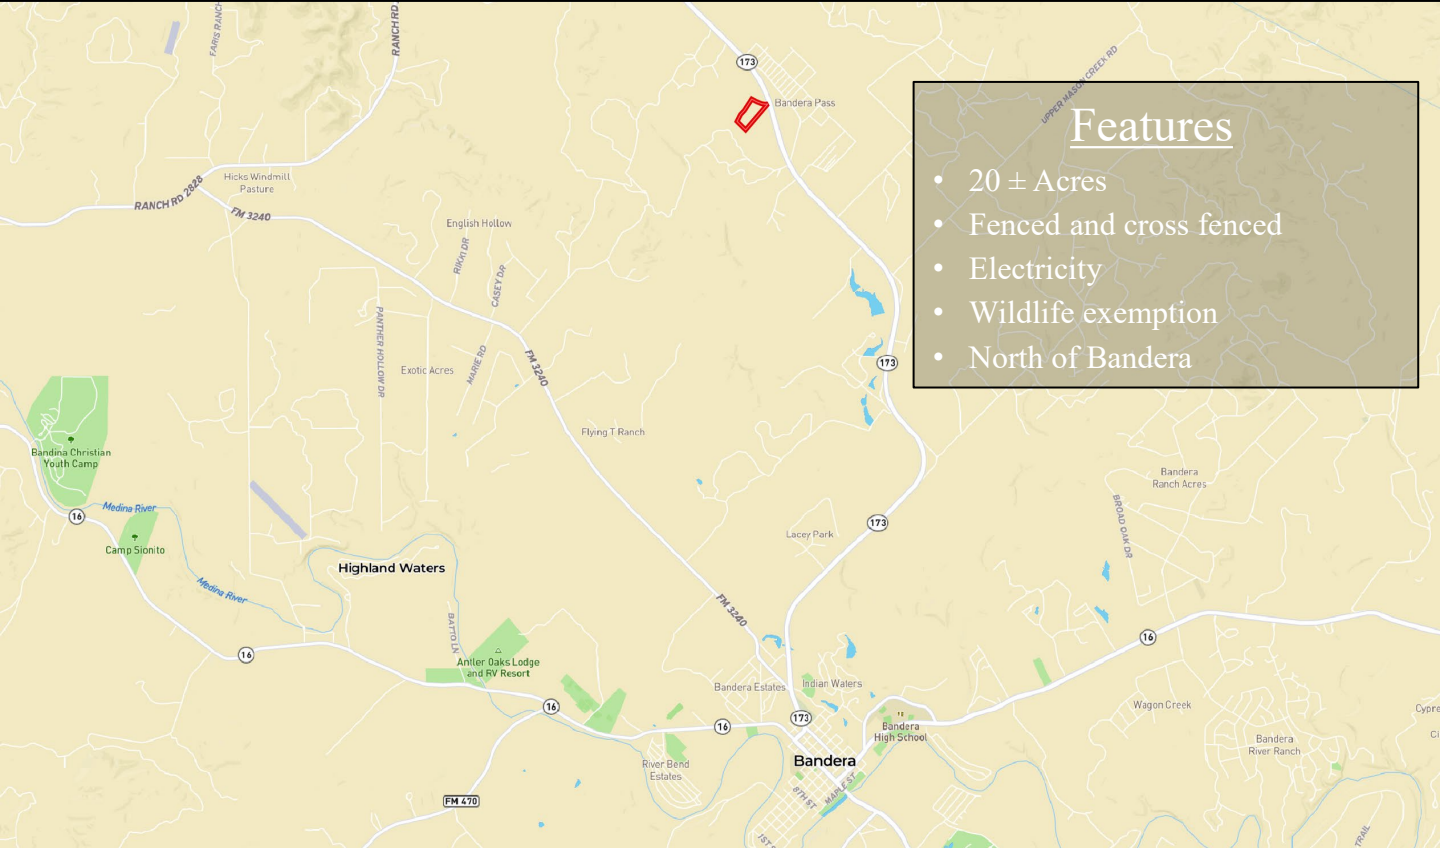 FARIS RANCH
RANCH RD
173
UPPER MASON CREEK RD
Bandera Pass
Features
• 20 ± Acres
• Fenced and cross fenced
• Electricity
• Wildlife exemption
• North of Bandera
Hicks Windmill
Pasture
RANCH RD 2828
FM 3240
English Hollow
RIKKI DR
CASEY DR
PANTHER HOLLOW DR
MARIE RD
FM 3240
Exotic Acres
173
Flying T Ranch
Bandina Christian
Youth Camp
Bandera
Ranch Acres
BROAD OAK DR
Medina River
16
173
Lacey Park
Camp Sionito
Highland Waters
Medina River
FM 3240
BATTO LN
16
16
Antler Oaks Lodge
and RV Resort
Bandera Estates
Indian Waters
16
16
173
Bandera
High School
Wagon Creek
Cypre
Ci
Bandera
River Ranch
Bandera
River Bend
Estates
8TH ST
MAPLE ST
FM 470
1ST S
TRAIL